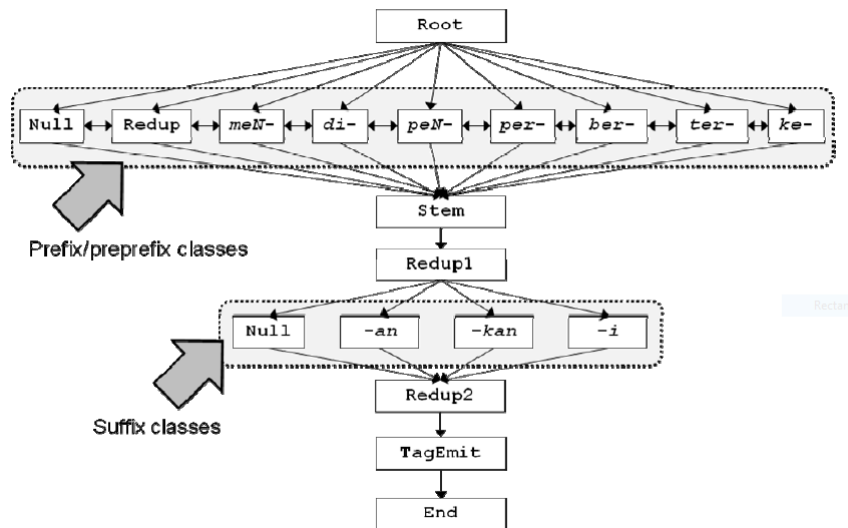 Root
Null Redup meN- di- peN- per- ber- ter- ke-
Stem
Prefix/preprefix classes
Redup1
Null -an -kan -i
Redup2
Suffix classes
TagEmit
End